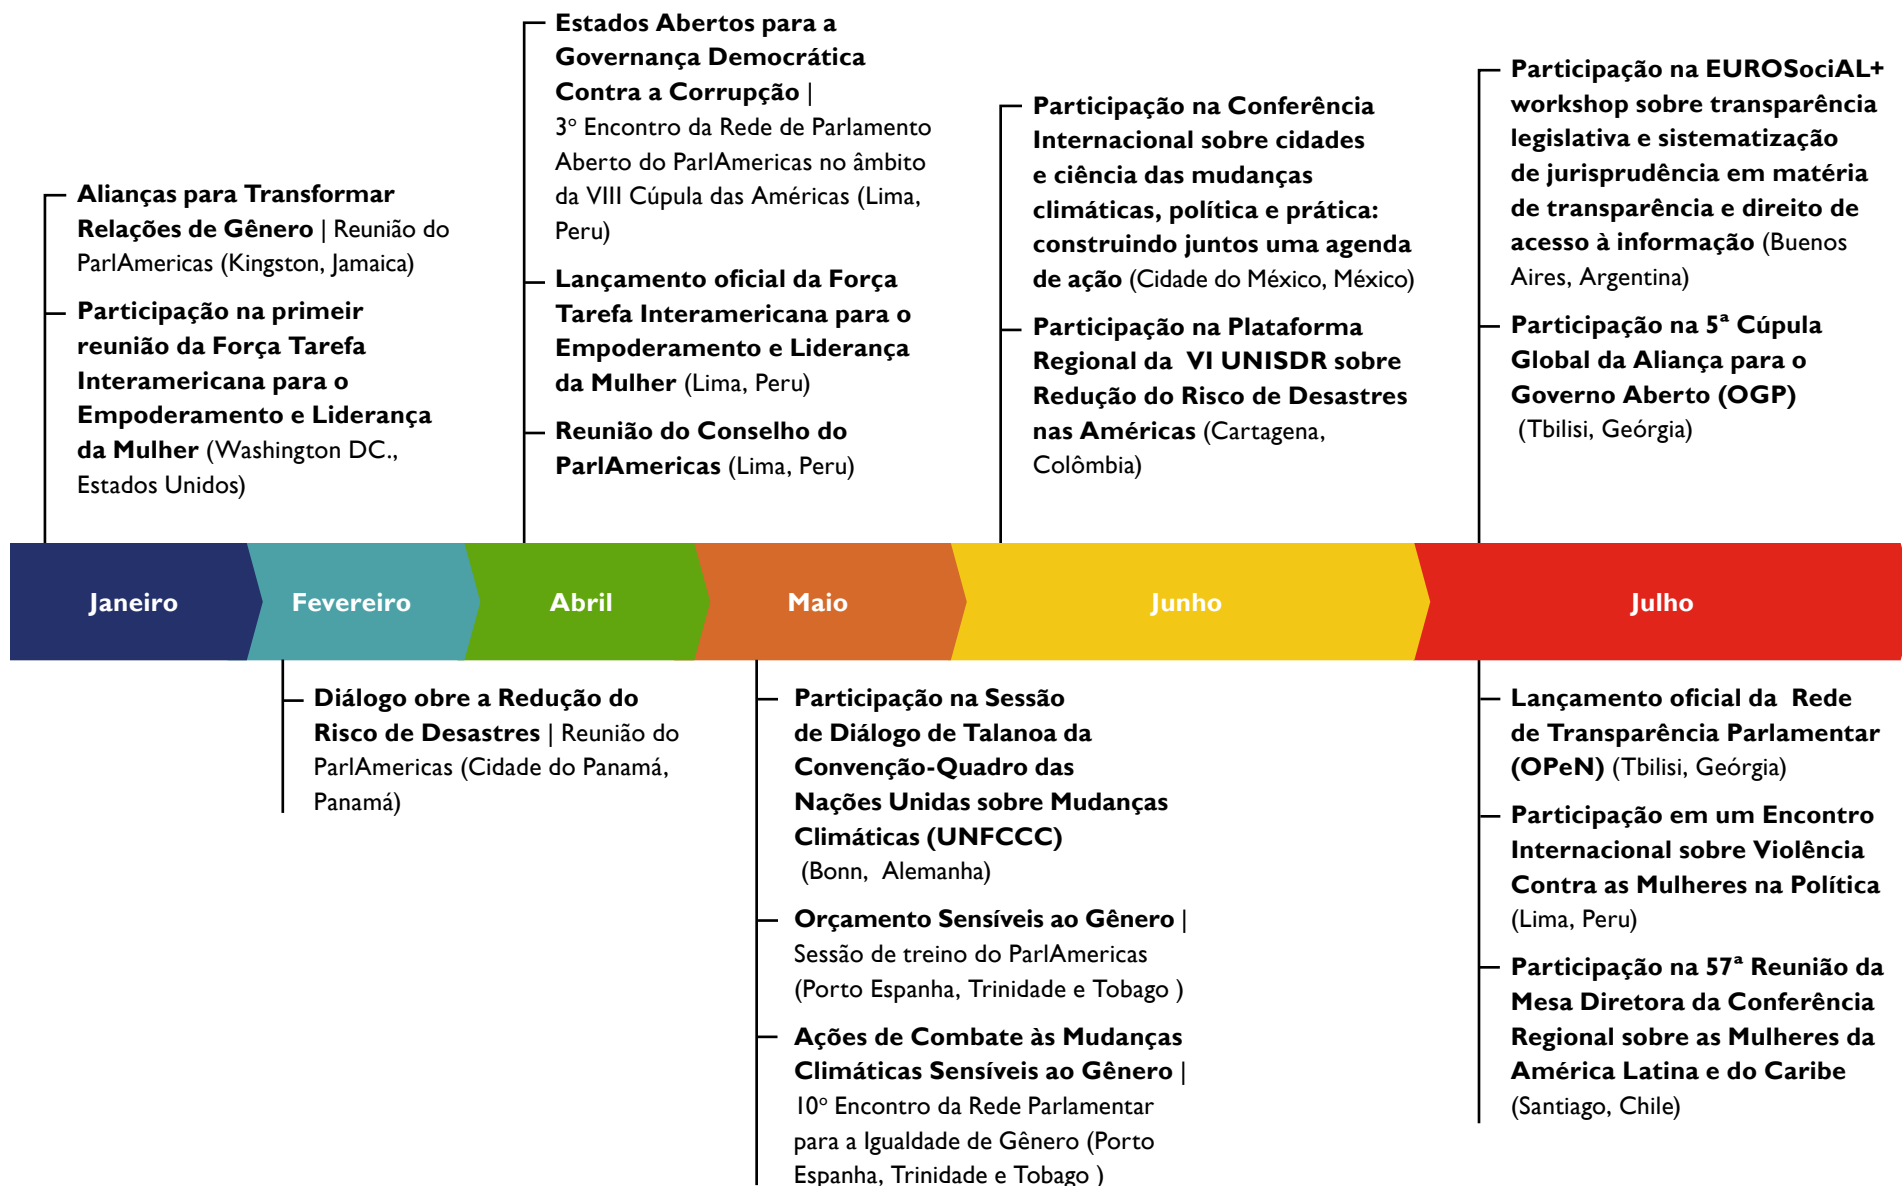 Alianças para Transformar
Relações de Gênero | Reunião do
ParlAmericas (Kingston, Jamaica)
Participação na primeir
reunião da Força Tarefa
Interamericana para o
Empoderamento e Liderança
da Mulher (Washington DC.,
Estados Unidos)
Estados Abertos para a
Governança Democrática
Contra a Corrupção |
3º Encontro da Rede de Parlamento
Aberto do ParlAmericas no âmbito
da VIII Cúpula das Américas (Lima,
Peru)
Lançamento oficial da Força
Tarefa Interamericana para o
Empoderamento e Liderança
da Mulher (Lima, Peru)
Reunião do Conselho do
ParlAmericas (Lima, Peru)
Participação na Conferência
Internacional sobre cidades
e ciência das mudanças
climáticas, política e prática:
construindo juntos uma agenda
de ação (Cidade do México, México)
Participação na Plataforma
Regional da  VI UNISDR sobre
Redução do Risco de Desastres
nas Américas (Cartagena,
Colômbia)
Participação na EUROSociAL+
workshop sobre transparência
legislativa e sistematização
de jurisprudência em matéria
de transparência e direito de
acesso à informação (Buenos
Aires, Argentina)
Participação na 5ª Cúpula
Global da Aliança para o
Governo Aberto (OGP)
(Tbilisi, Geórgia)
Janeiro
Fevereiro
Abril
Maio
Junho
Julho
Diálogo obre a Redução do
Risco de Desastres | Reunião do
ParlAmericas (Cidade do Panamá,
Panamá)
Participação na Sessão
de Diálogo de Talanoa da
Convenção-Quadro das
Nações Unidas sobre Mudanças
Climáticas (UNFCCC)
(Bonn,  Alemanha)
Orçamento Sensíveis ao Gênero |
Sessão de treino do ParlAmericas
(Porto Espanha, Trinidade e Tobago )
Ações de Combate às Mudanças
Climáticas Sensíveis ao Gênero |
10º Encontro da Rede Parlamentar
para a Igualdade de Gênero (Porto
Espanha, Trinidade e Tobago )
Lançamento oficial da  Rede
de Transparência Parlamentar
(OPeN) (Tbilisi, Geórgia)
Participação em um Encontro
Internacional sobre Violência
Contra as Mulheres na Política
(Lima, Peru)
Participação na 57ª Reunião da
Mesa Diretora da Conferência
Regional sobre as Mulheres da
América Latina e do Caribe
(Santiago, Chile)